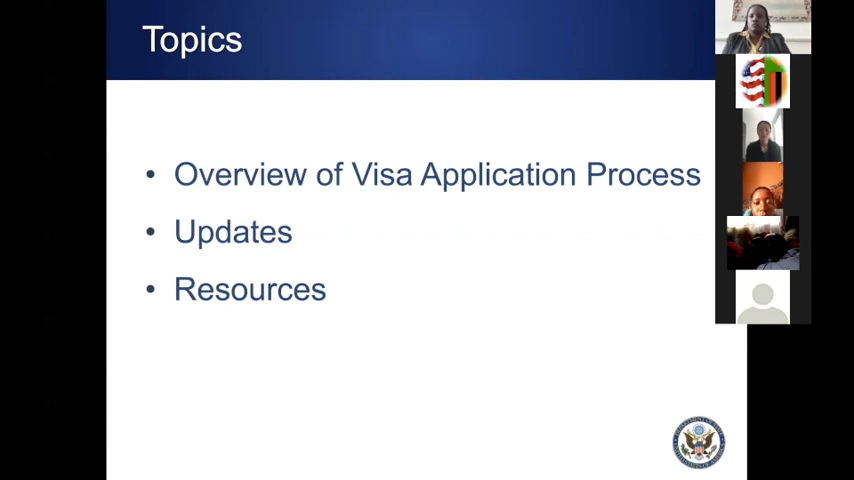 Topics
• Overview of Visa Application Process
• Updates
• Resources